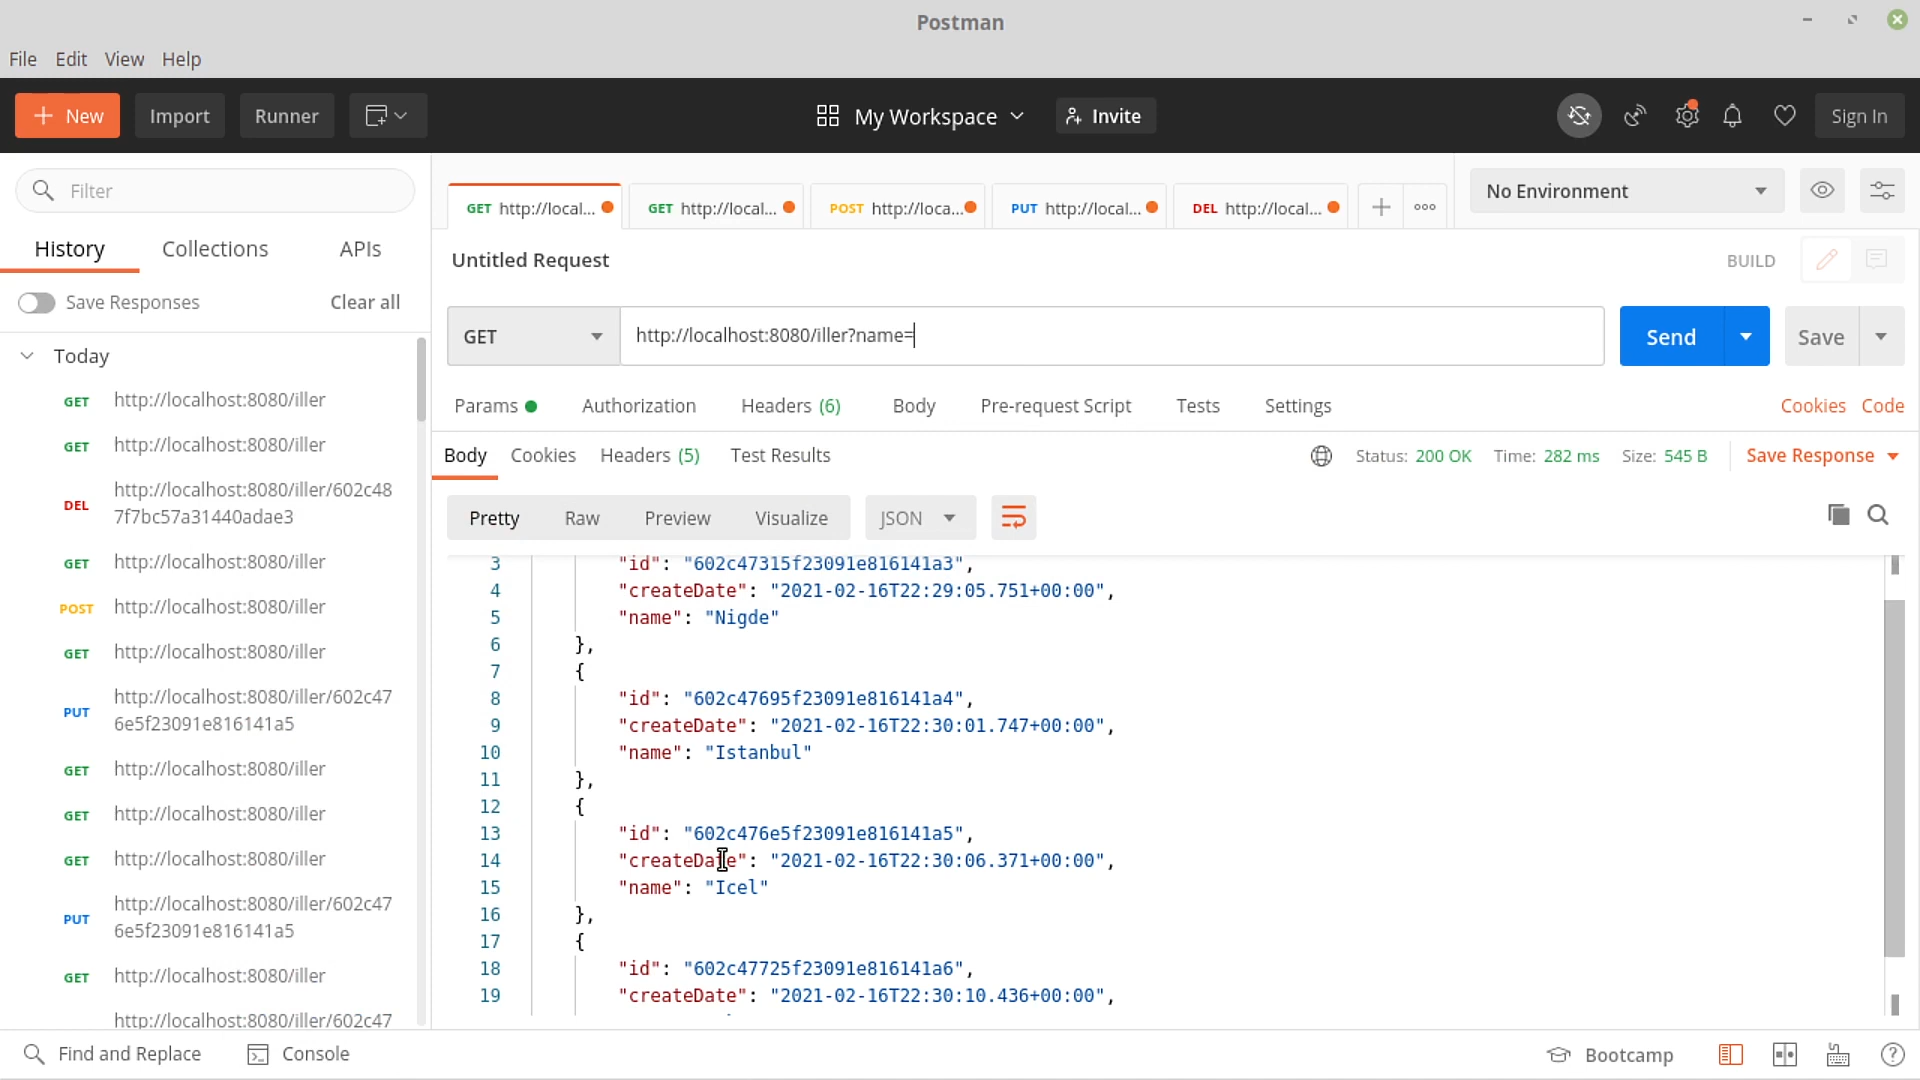 Postman
File Edit View Help
New Import Runner My Workspace Invite Sign In
Filter
History Collections APIs
Save Responses Clear all
Today
GET http://localhost:8080/iller
GET http://localhost:8080/iller
DEL http://localhost:8080/iller/602c48
7f7bc57a31440adae3
GET http://localhost:8080/iller
POST http://localhost:8080/iller
GET http://localhost:8080/iller
PUT http://localhost:8080/iller/602c47
6e5f23091e816141a5
GET http://localhost:8080/iller
GET http://localhost:8080/iller
GET http://localhost:8080/iller
PUT http://localhost:8080/iller/602c47
6e5f23091e816141a5
GET http://localhost:8080/iller
http://localhost:8080/iller/602c47
GET http://local... GET http://local... POST http://loca... PUT http://local... DEL http://local... No Environment
Untitled Request BUILD
GET http://localhost:8080/iller?name= Send Save
Params Authorization Headers (6) Body Pre-request Script Tests Settings Cookies Code
Body Cookies Headers (5) Test Results Status: 200 OK Time: 282 ms Size: 545 B Save Response
Pretty Raw Preview Visualize JSON
3 "id": "602c47315f23091e816141a3",
4 "createDate": "2021-02-16T22:29:05.751+00:00",
5 "name": "Nigde"
6 },
7 {
8 "id": "602c47695f23091e816141a4",
9 "createDate": "2021-02-16T22:30:01.747+00:00",
10 "name": "Istanbul"
11 },
12 {
13 "id": "602c476e5f23091e816141a5",
14 "createDate": "2021-02-16T22:30:06.371+00:00",
15 "name": "Icel"
16 },
17 {
18 "id": "602c47725f23091e816141a6",
19 "createDate": "2021-02-16T22:30:10.436+00:00",
Find and Replace Console Bootcamp